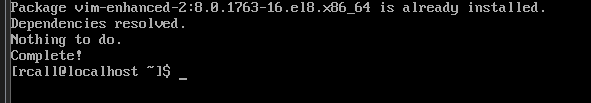 Package vim-enhanced-2:8.0.1763-16.el8.x86_64 is already installed.
Dependencies resolved.
Nothing to do.
Complete!
[rcall@localhost ~]$ _